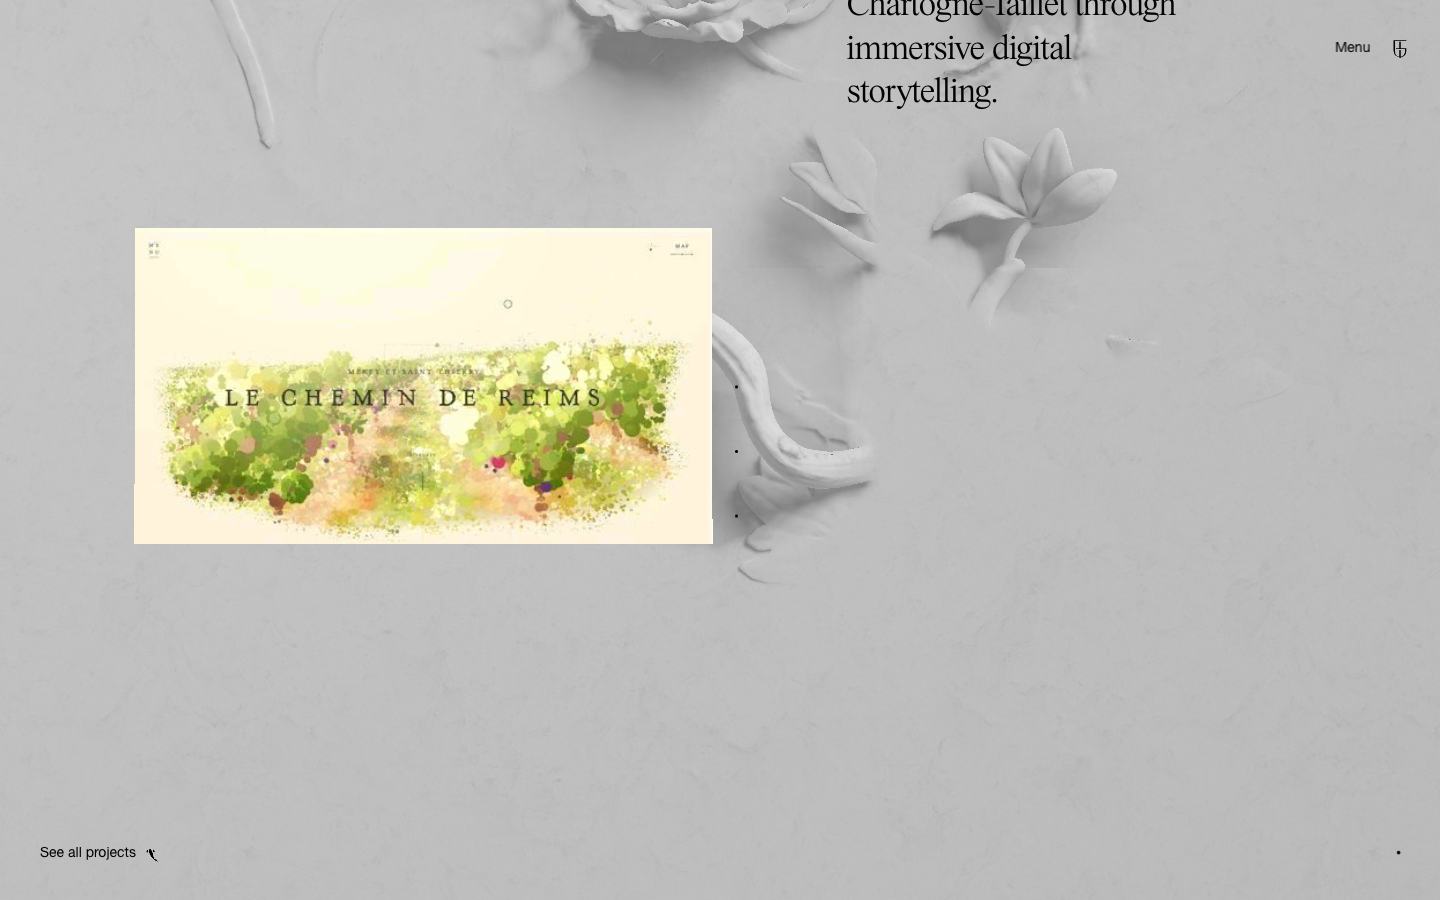 Chartogne-Taillet through
immersive digital
storytelling.
Menu
MAP
MERFY ET SAINT THIERRY
LE CHEMIN DE REIMS
See all projects